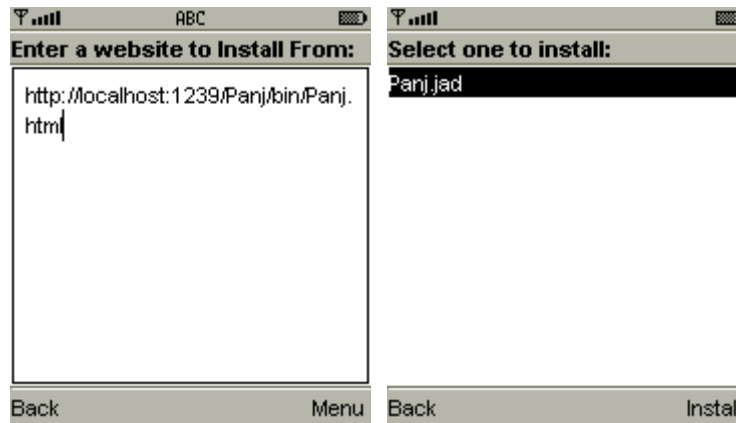 ABC
Enter a website to Install From:
http://localhost:1239/Panj/bin/Panj.
html
Back Menu
Select one to install:
Panj.jad
Back Instal